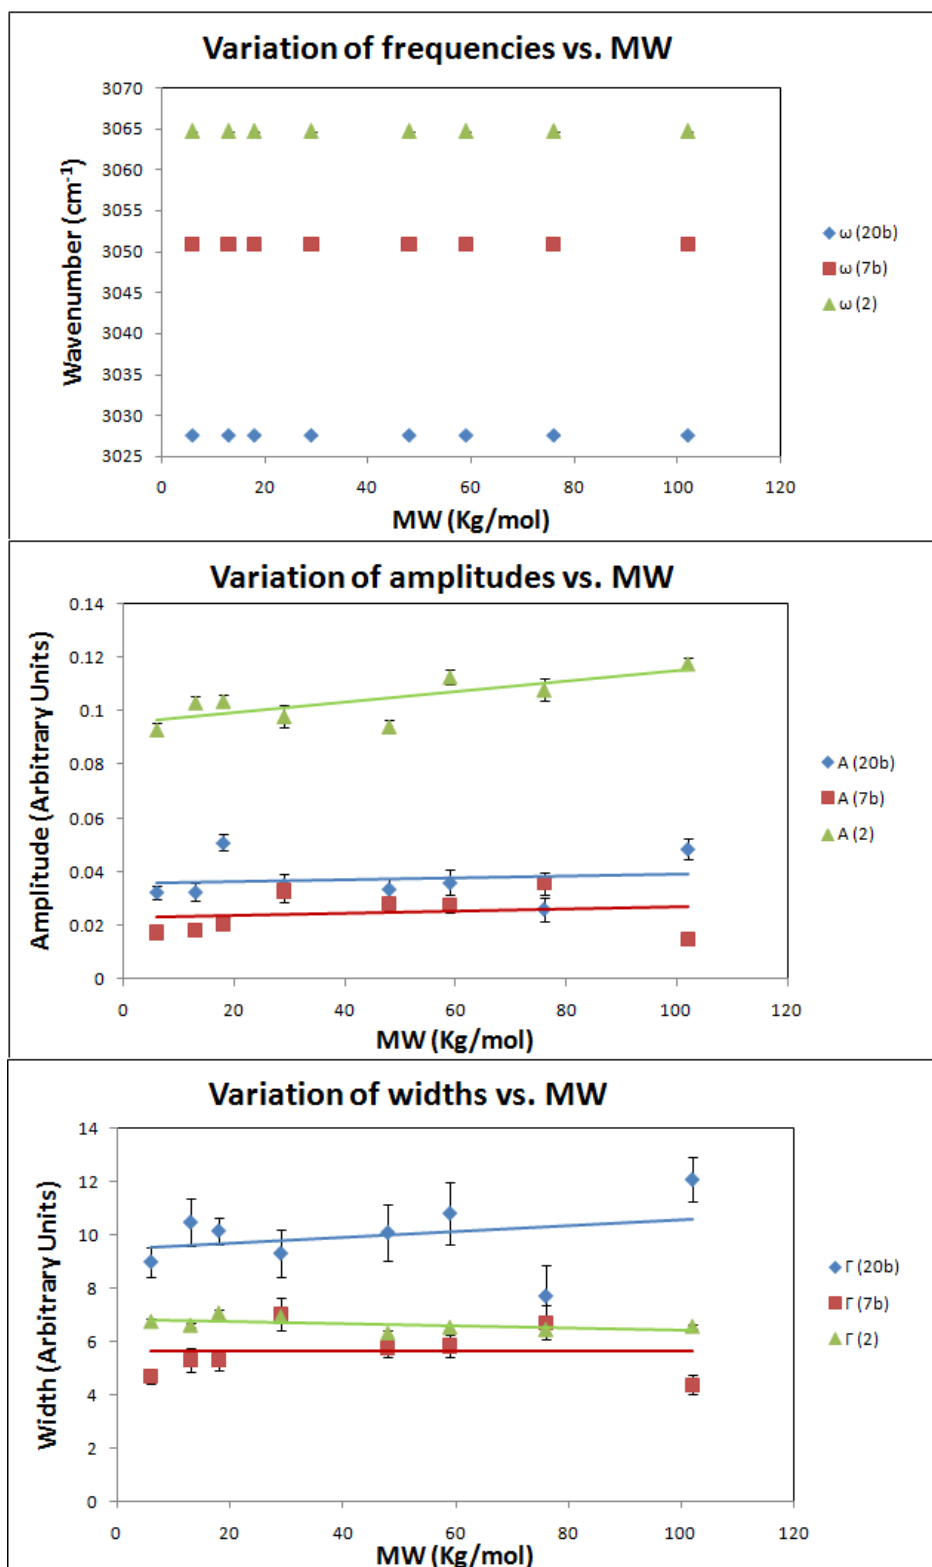 Variation of frequencies vs. MW
Wavenumber (cm-1)
3070
3065
3060
3055
3050
3045
3040
3035
3030
3025
0 20 40 60 80 100 120
MW (Kg/mol)
ω (20b)
ω (7b)
ω (2)
Variation of amplitudes vs. MW
Amplitude (Arbitrary Units)
0.14
0.12
0.1
0.08
0.06
0.04
0.02
0
0 20 40 60 80 100 120
MW (Kg/mol)
A (20b)
A (7b)
A (2)
Variation of widths vs. MW
Width (Arbitrary Units)
14
12
10
8
6
4
2
0
0 20 40 60 80 100 120
MW (Kg/mol)
Γ (20b)
Γ (7b)
Γ (2)